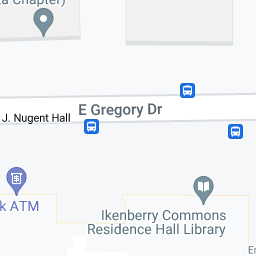 Chapter)
E Gregory Dr
J. Nugent Hall
k ATM
Ikenberry Commons
Residence Hall Library